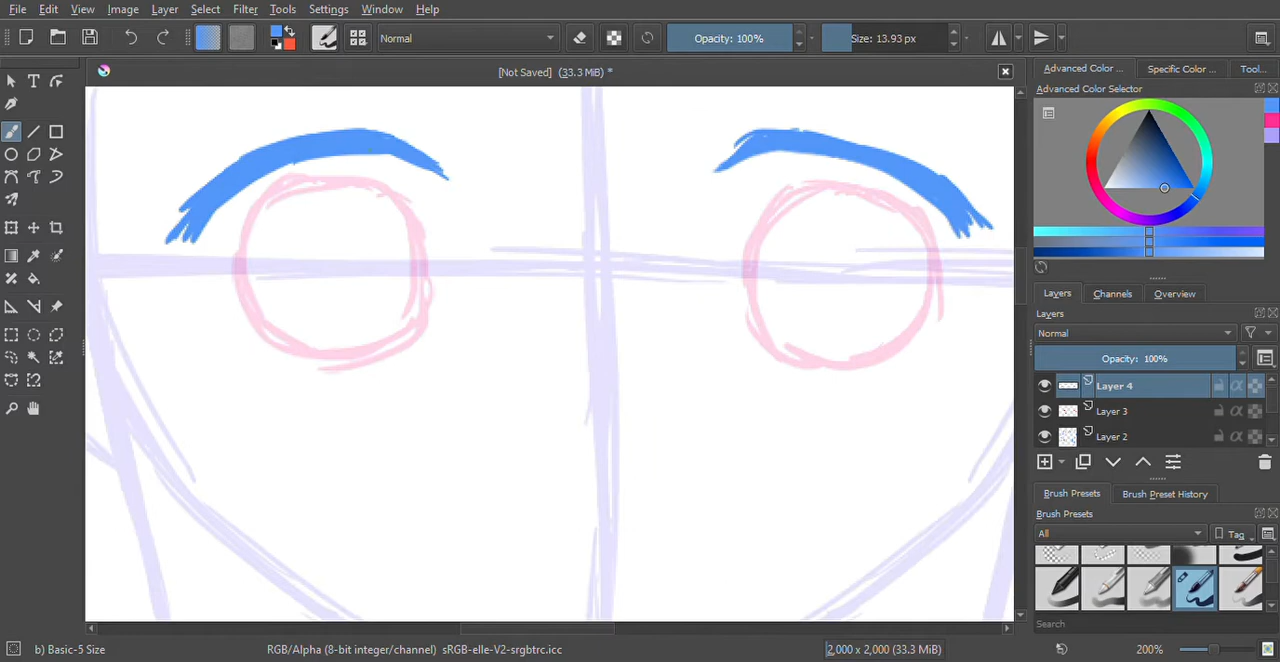 File Edit View Image Layer Select Filter Tools Settings Window Help
Normal
Opacity: 100%
Size: 13.93 px
[Not Saved] (33.3 MiB) *
Advanced Color ... Specific Color ... Tool...
Advanced Color Selector
Layers Channels Overview
Layers
Normal
Opacity: 100%
Layer 4
Layer 3
Layer 2
Brush Presets Brush Preset History
Brush Presets
All
Tag
Search
b) Basic-5 Size
RGB/Alpha (8-bit integer/channel) sRGB-elle-V2-srgbtrc.icc
2,000 x 2,000 (33.3 MiB)
200%